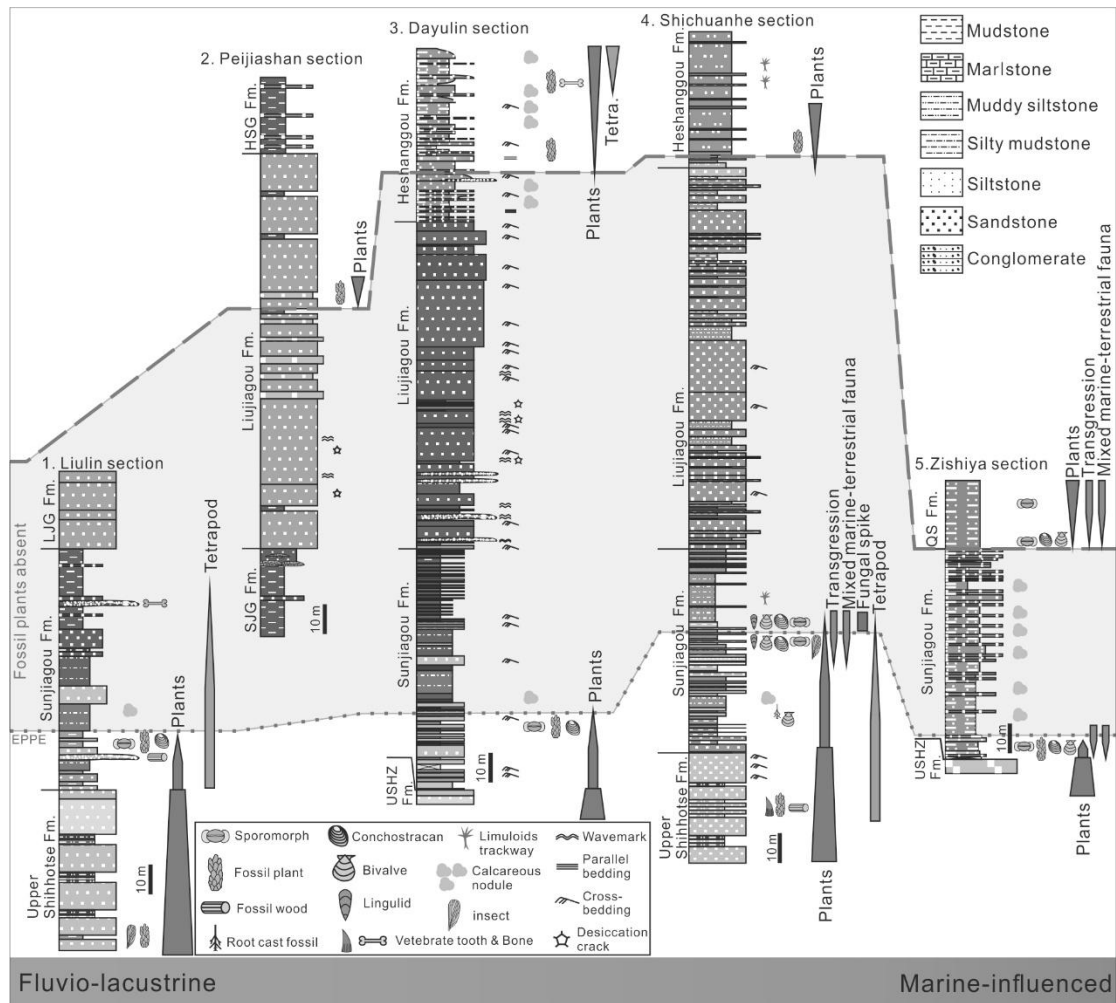 1. Liulin section
LJG Fm.
Sunjiagou Fm.
Upper
Shihhotse Fm.
10 m
Plants
Tetrapod
Fossil plants absent
EPPE
2. Peijiashan section
HSG Fm.
Liujiagou Fm.
SJG Fm.
10 m
Plants
3. Dayulin section
Heshanggou Fm.
Liujiagou Fm.
Sunjiagou Fm.
USHZ
Fm.
10 m
Plants
Tetra.
Plants
4. Shichuanhe section
Heshanggou Fm.
Liujiagou Fm.
Sunjiagou Fm.
Upper
Shihhotse Fm.
10 m
Plants
Transgression
Mixed marine-terrestrial fauna
Fungal spike
Tetrapod
Plants
5.Zishiya section
QS Fm.
Sunjiagou Fm.
USHZ
Fm.
10 m
Plants
Transgression
Mixed marine-terrestrial fauna
Plants
Mudstone
Marlstone
Muddy siltstone
Silty mudstone
Siltstone
Sandstone
Conglomerate
Sporomorph
Fossil plant
Fossil wood
Root cast fossil
Conchostracan
Bivalve
Lingulid
Vetebrate tooth & Bone
Limuloids
trackway
Calcareous
nodule
insect
Wavemark
Parallel
bedding
Cross-
bedding
Desiccation
crack
Fluvio-lacustrine
Marine-influenced